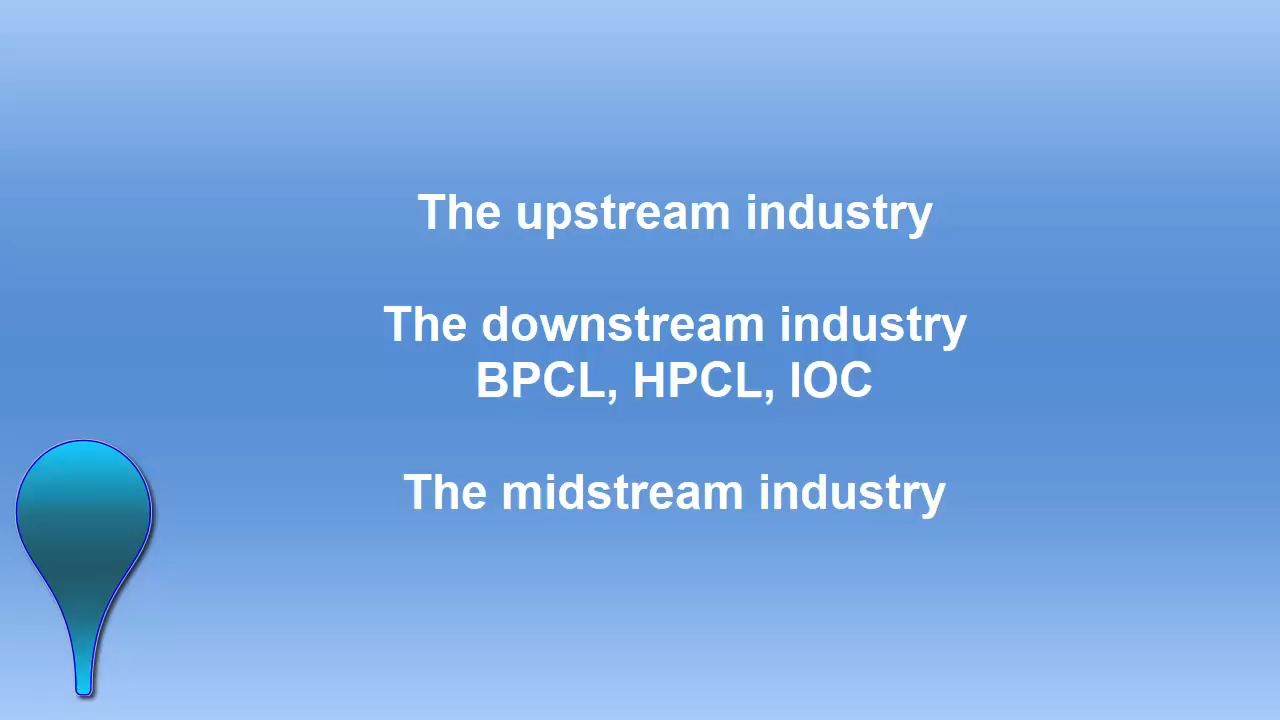 The upstream industry
The downstream industry
BPCL, HPCL, IOC
The midstream industry